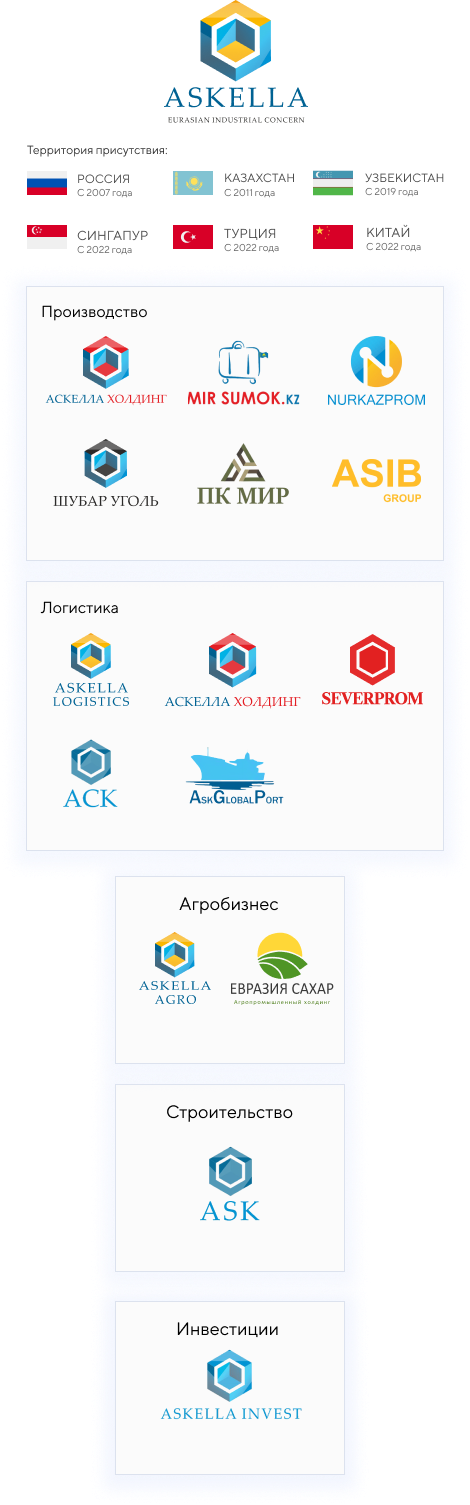 ASKELLA
EURASIAN INDUSTRIAL CONCERN
Территория присутствия:
РОССИЯ
С 2007 года
КАЗАХСТАН
С 2011 года
УЗБЕКИСТАН
С 2019 года
СИНГАПУР
С 2022 года
ТУРЦИЯ
С 2022 года
КИТАЙ
С 2022 года
Производство
АСКЕЛЛА ХОЛДИНГ
MIR SUMOK.KZ
NURKAZPROM
ШУБАР УГОЛЬ
ПК МИР
ASIB
GROUP
Логистика
ASKELLA
LOGISTICS
АСКЕЛЛА ХОЛДИНГ
SEVERPROM
АСК
ASKGLOBALPORT
Агробизнес
ASKELLA
AGRO
ЕВРАЗИЯ САХАР
Агропромышленный холдинг
Строительство
ASK
Инвестиции
ASKELLA INVEST